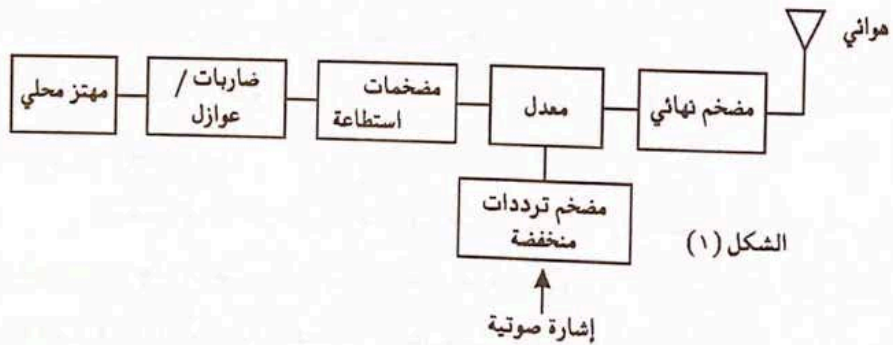 هوائي
مهتز محلي
ضاربات /
عوازل
مضخمات
استطاعة
معدل
مضخم نهائي
مضخم ترددات
منخفضة
الشكل (١)
إشارة صوتية